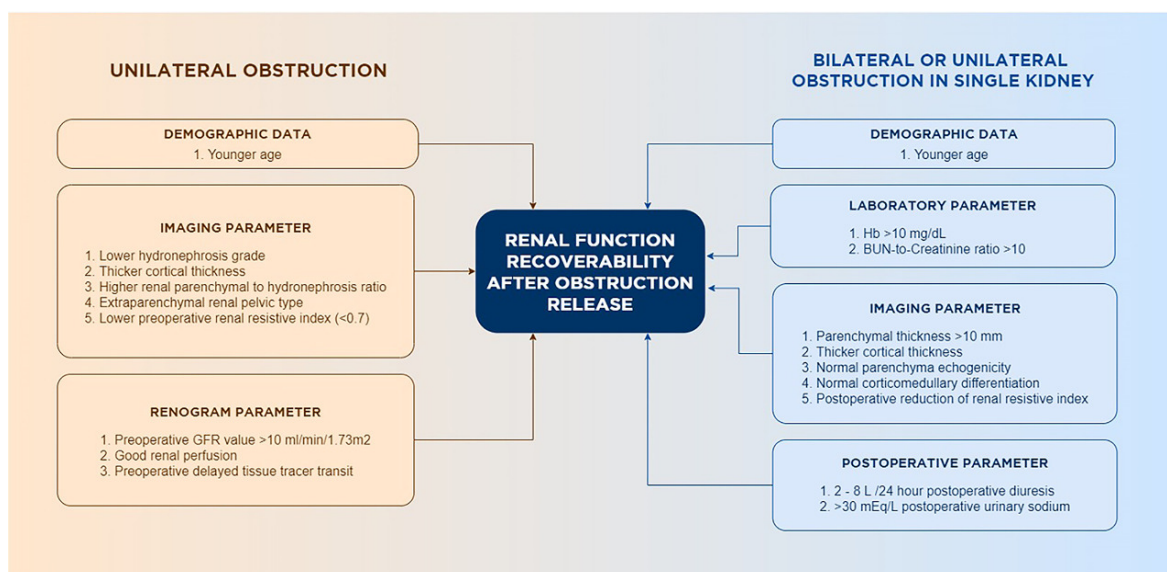 UNILATERAL OBSTRUCTION
DEMOGRAPHIC DATA
1. Younger age
IMAGING PARAMETER
1. Lower hydronephrosis grade
2. Thicker cortical thickness
3. Higher renal parenchymal to hydronephrosis ratio
4. Extraparenchymal renal pelvic type
5. Lower preoperative renal resistive index (<0.7)
RENOGRAM PARAMETER
1. Preoperative GFR value >10 ml/min/1.73m2
2. Good renal perfusion
3. Preoperative delayed tissue tracer transit
RENAL FUNCTION
RECOVERABILITY
AFTER OBSTRUCTION
RELEASE
BILATERAL OR UNILATERAL
OBSTRUCTION IN SINGLE KIDNEY
DEMOGRAPHIC DATA
1. Younger age
LABORATORY PARAMETER
1. Hb >10 mg/dL
2. BUN-to-Creatinine ratio >10
IMAGING PARAMETER
1. Parenchymal thickness >10 mm
2. Thicker cortical thickness
3. Normal parenchyma echogenicity
4. Normal corticomedullary differentiation
5. Postoperative reduction of renal resistive index
POSTOPERATIVE PARAMETER
1. 2 - 8 L /24 hour postoperative diuresis
2. >30 mEq/L postoperative urinary sodium